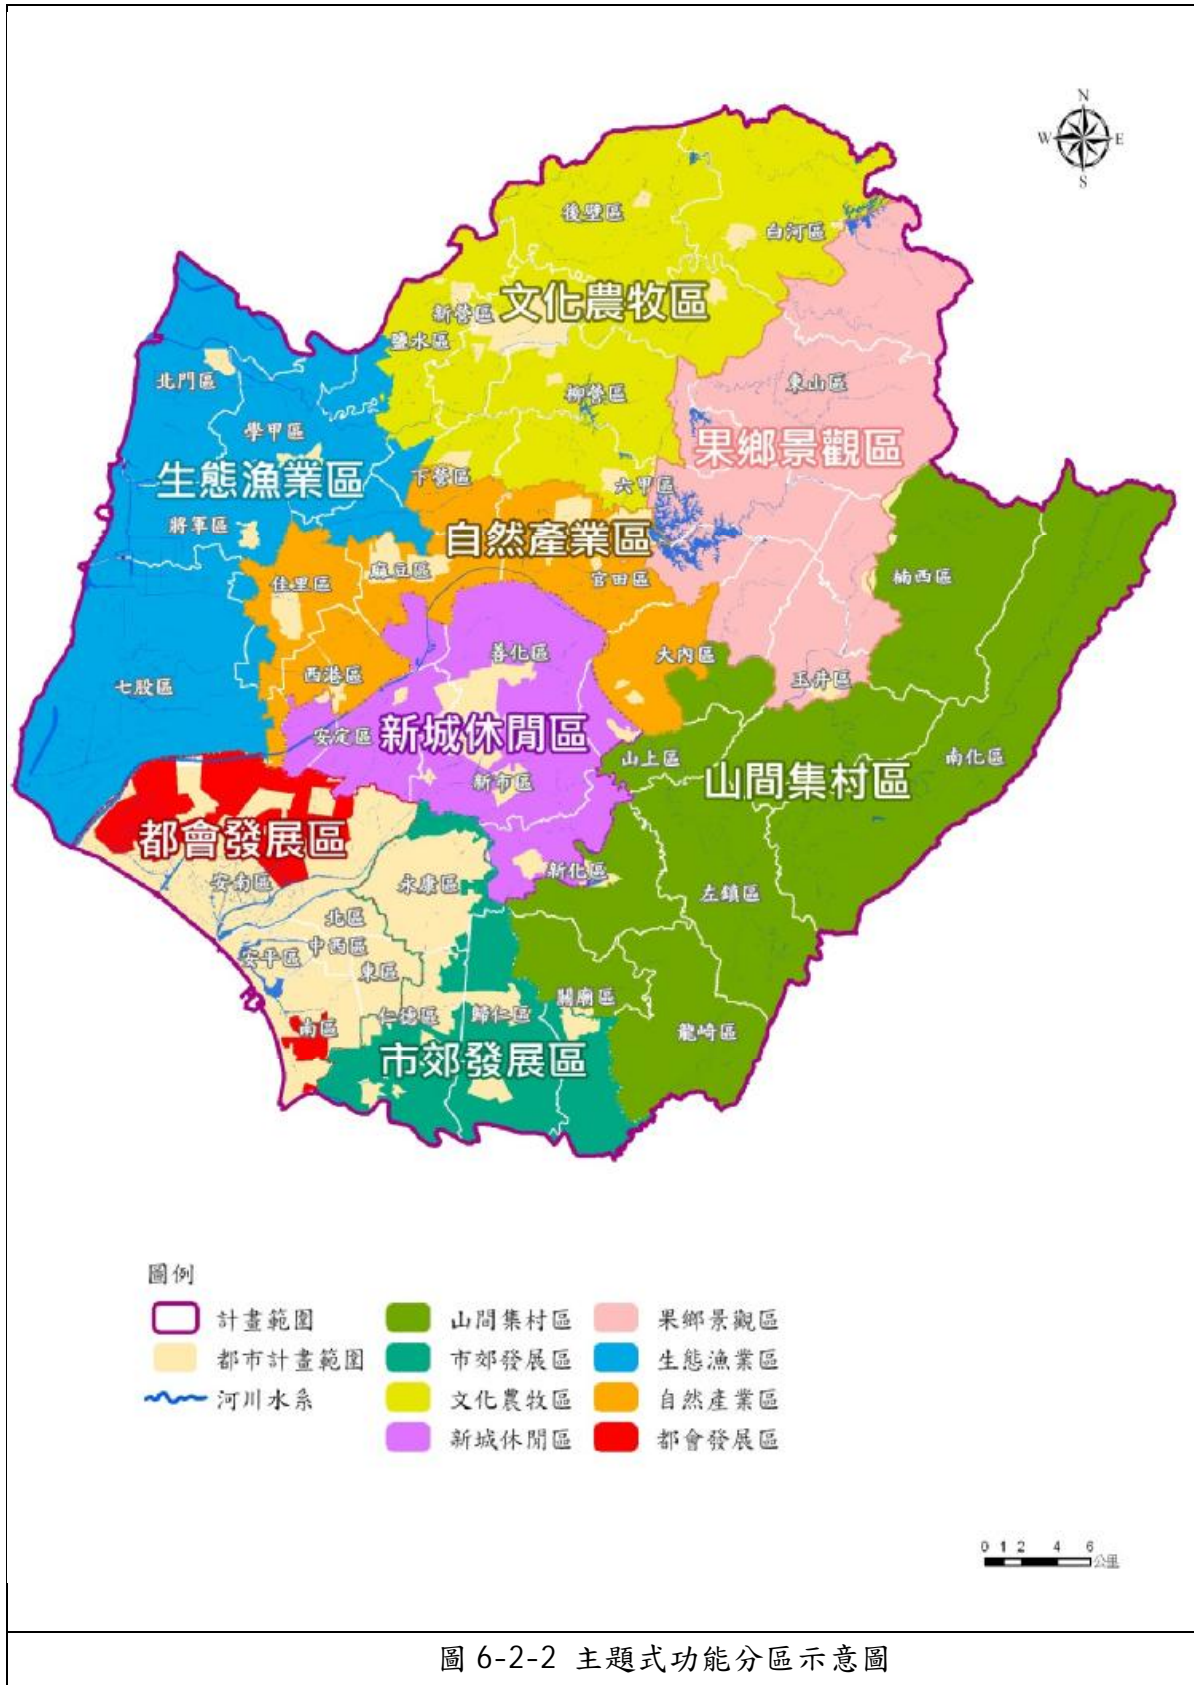 N
W E
S
後壁區
白河區
文化農牧區
新營區
鹽水區
北門區
東山區
柳營區
學甲區
果鄉景觀區
生態漁業區
下營區
六甲區
將軍區
自然產業區
麻豆區
官田區
楠西區
佳里區
善化區
大內區
西港區
玉井區
七股區
安定區
新城休閒區
山上區
南化區
新市區
山間集村區
都會發展區
新化區
安南區
永康區
左鎮區
北區
中西區
安平區
東區
關廟區
仁德區
歸仁區
南區
龍崎區
市郊發展區
圖例
計畫範圍
山間集村區
果鄉景觀區
都市計畫範圍
市郊發展區
生態漁業區
河川水系
文化農牧區
自然產業區
新城休閒區
都會發展區
0 1 2 4 6
公里
圖 6-2-2 主題式功能分區示意圖